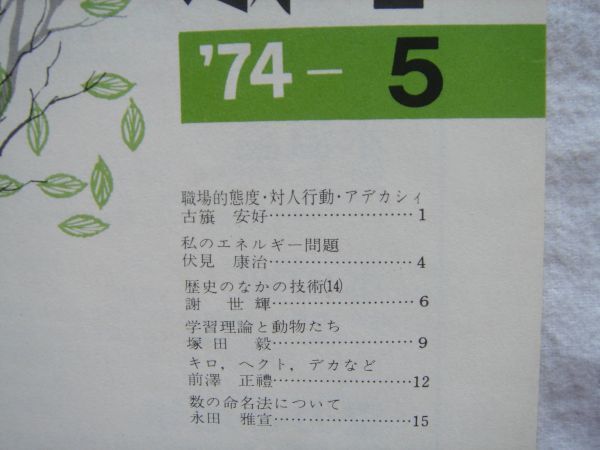 '74－5
職場的態度・対人行動・アデカシィ
古籏 安好……………………1
私のエネルギー問題
伏見 康治……………………4
歴史のなかの技術(14)
謝 世輝……………………6
学習理論と動物たち
塚田 毅……………………9
キロ，ヘクト，デカなど
前澤 正禮……………………12
数の命名法について
永田 雅宣……………………15